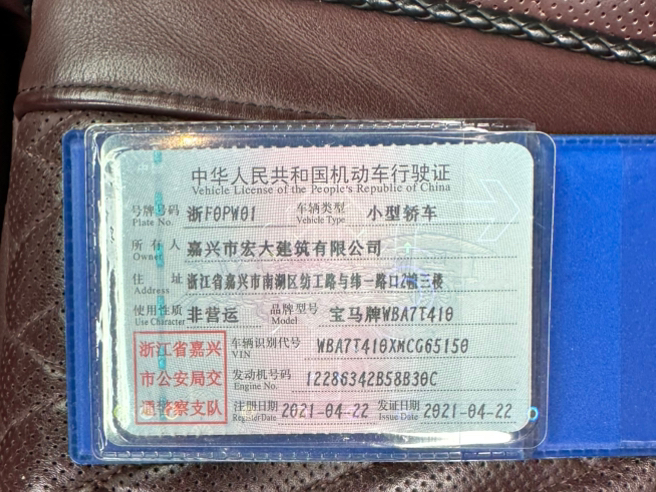 中华人民共和国机动车行驶证
Vehicle License of the People's Republic of China
号牌号码 浙F0PW01 车辆类型 小型轿车
Plate No. Vehicle Type
所有人 嘉兴市宏大建筑有限公司
Owner
住址 浙江省嘉兴市南湖区纺工路与纬一路口2幢三楼
Address
使用性质 非营运 品牌型号 宝马牌WBA7T410
Use Character Model
车辆识别代号 WBA7T410XMCG65150
VIN
发动机号码 12286342B58B30C
Engine No.
注册日期 2021-04-22 发证日期 2021-04-22
Register Date Issue Date
浙江省嘉兴
市公安局交
通警察支队